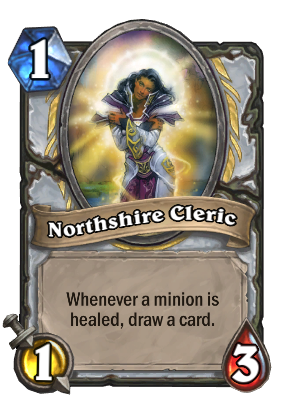 1
Northshire Cleric
Whenever a minion is
healed, draw a card.
1
3